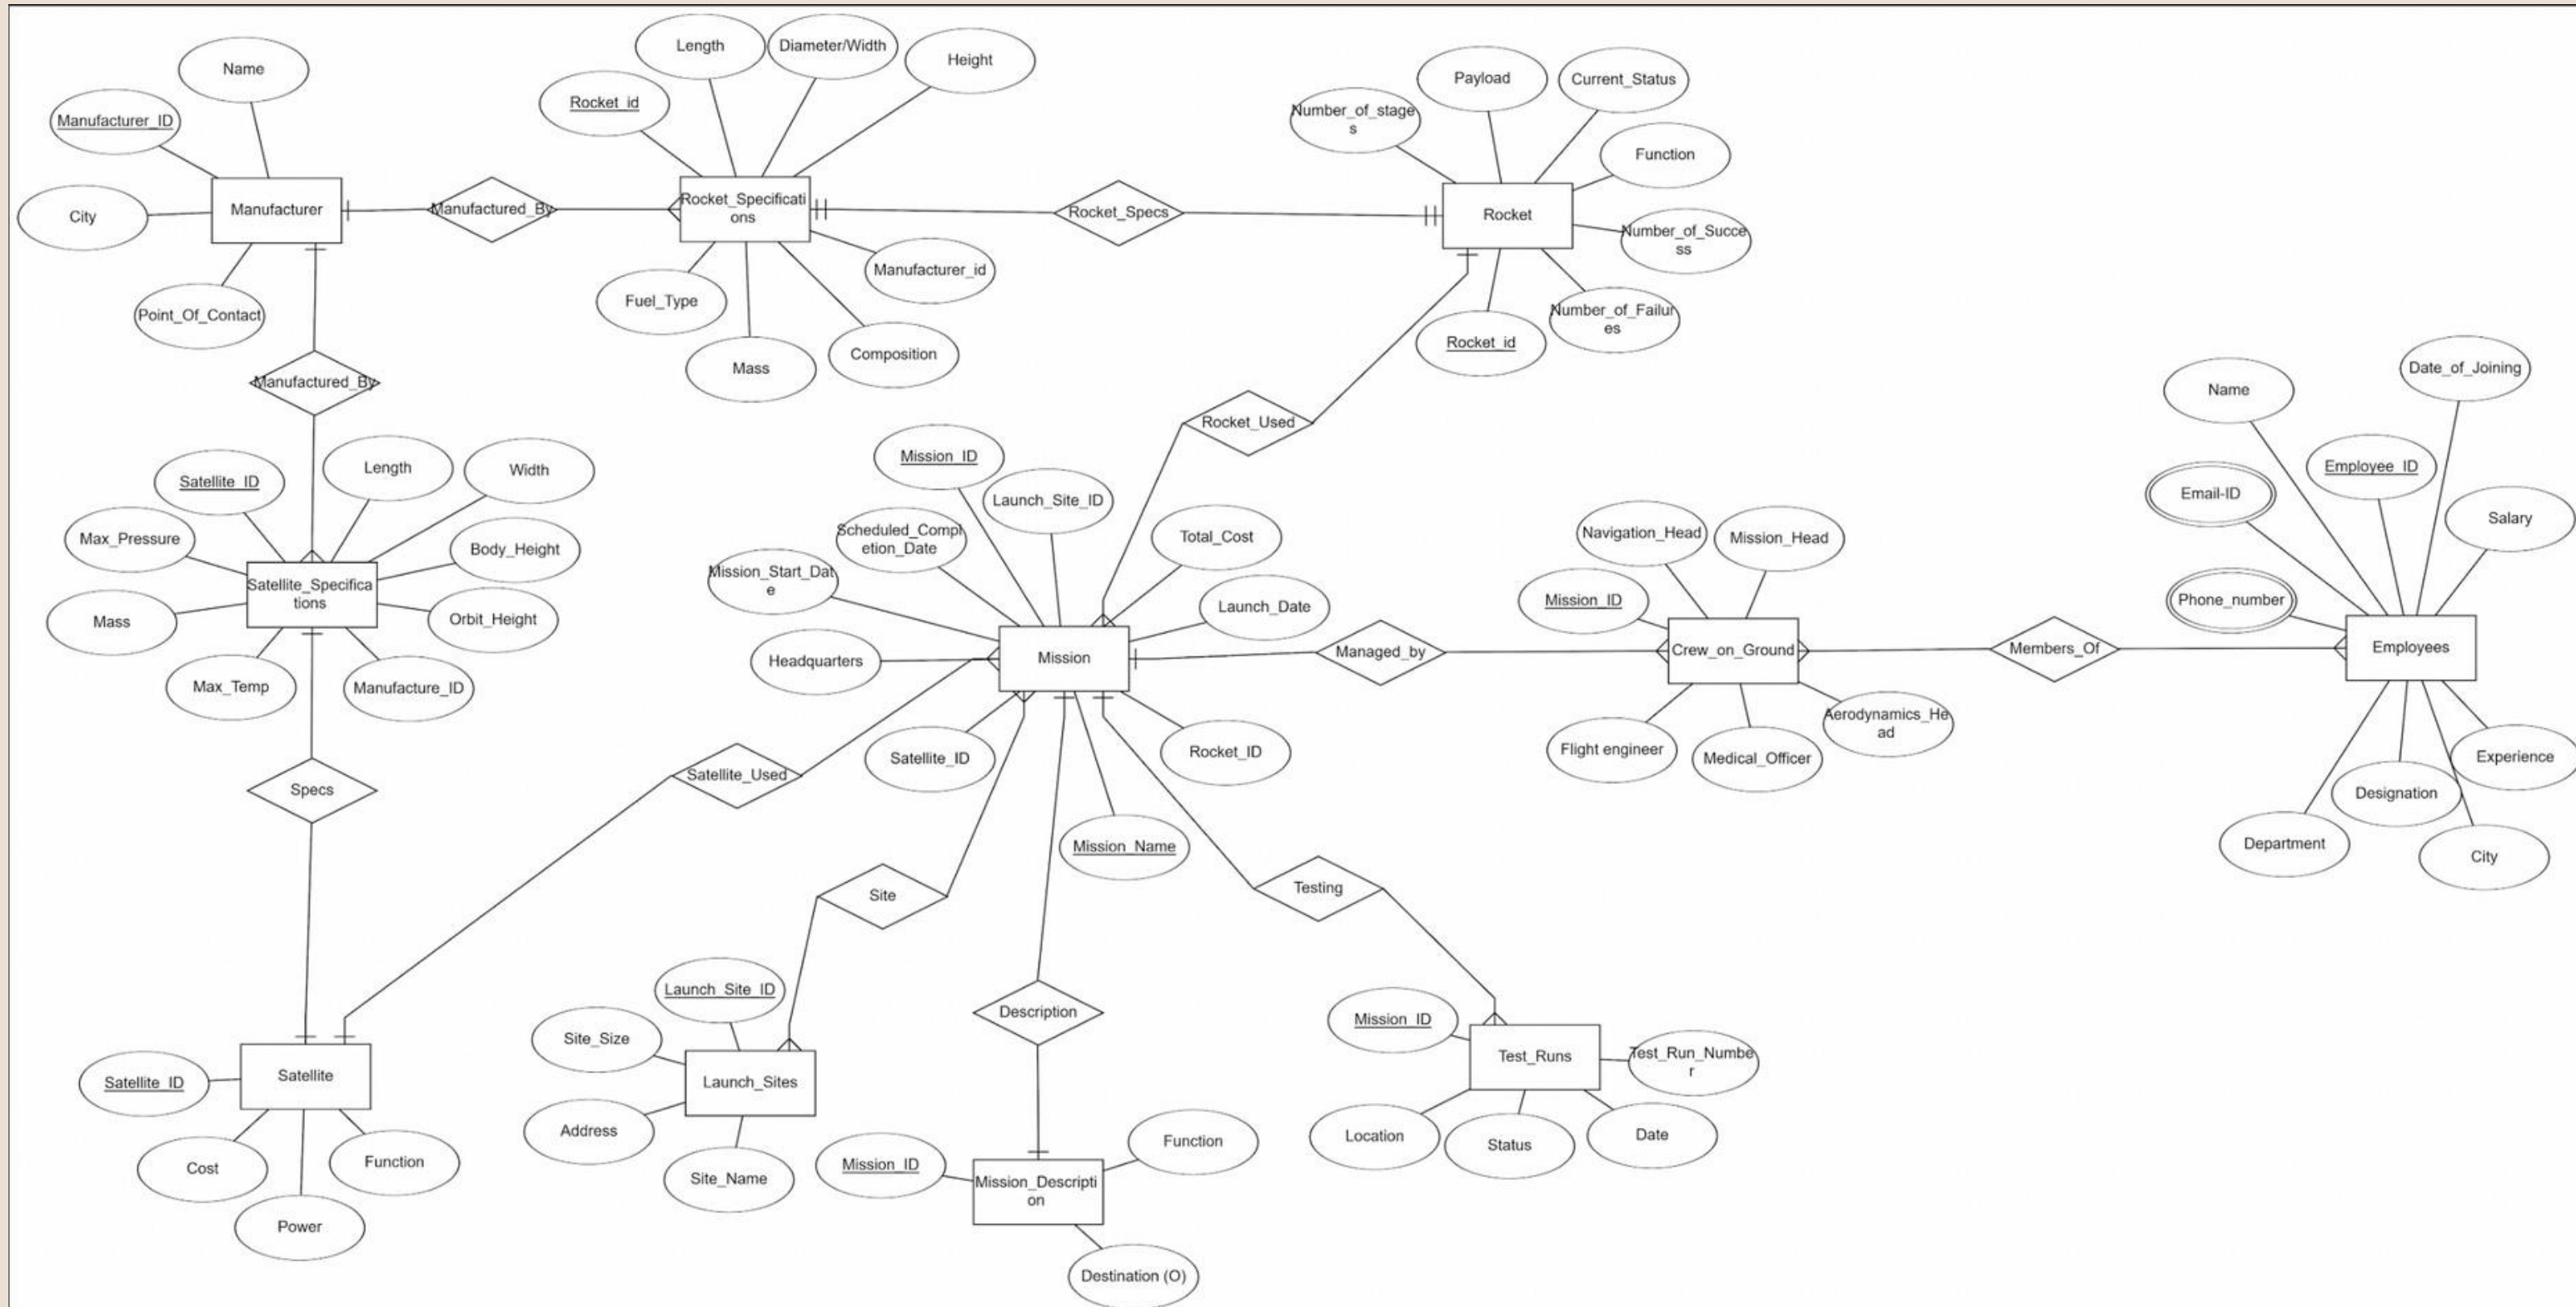 Name
Manufacturer_ID
City
Manufacturer
Point_Of_Contact
Manufactured_By
Length
Diameter/Width
Height
Rocket_id
Rocket_Specificati
ons
Manufacturer_id
Fuel_Type
Composition
Mass
Rocket_Specs
Payload
Current_Status
Number_of_stage
s
Function
Rocket
Number_of_Succe
ss
Number_of_Failur
es
Rocket_id
Manufactured_By
Rocket_Used
Satellite_ID
Length
Width
Max_Pressure
Body_Height
Satellite_Specifica
tions
Mass
Orbit_Height
Max_Temp
Manufacture_ID
Specs
Satellite_Used
Mission_ID
Launch_Site_ID
Scheduled_Compl
etion_Date
Total_Cost
Mission_Start_Dat
e
Launch_Date
Headquarters
Mission
Satellite_ID
Rocket_ID
Mission_Name
Managed_by
Navigation_Head
Mission_Head
Mission_ID
Crew_on_Ground
Flight engineer
Medical_Officer
Aerodynamics_He
ad
Members_Of
Date_of_Joining
Name
Employee_ID
Email-ID
Salary
Phone_number
Employees
Experience
Designation
Department
City
Site
Description
Testing
Satellite
Satellite_ID
Cost
Function
Power
Launch_Site_ID
Site_Size
Launch_Sites
Address
Site_Name
Mission_ID
Function
Mission_Descripti
on
Destination (O)
Mission_ID
Test_Runs
Test_Run_Numbe
r
Location
Status
Date